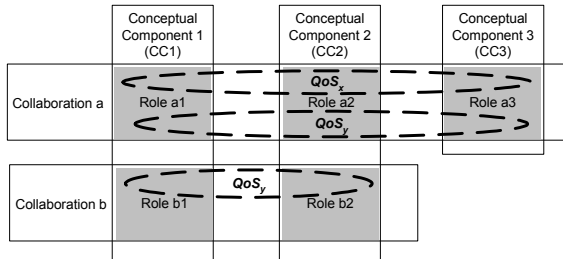 Conceptual
Component 1
(CC1)
Conceptual
Component 2
(CC2)
Conceptual
Component 3
(CC3)
Collaboration a
QoSx
Role a1
Role a2
Role a3
QoSy
Collaboration b
QoSy
Role b1
Role b2